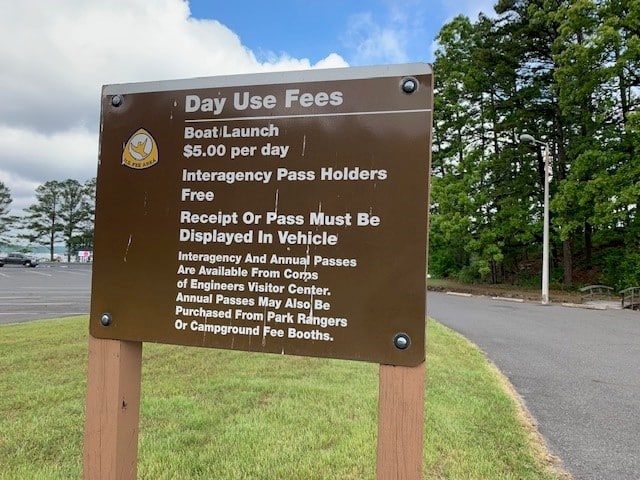 Day Use Fees
Boat Launch
$5.00 per day
Interagency Pass Holders
Free
Receipt Or Pass Must Be
Displayed In Vehicle
Interagency And Annual Passes
Are Available From Corps
of Engineers Visitor Center.
Annual Passes May Also Be
Purchased From Park Rangers
Or Campground Fee Booths.
U.S. FEE AREA